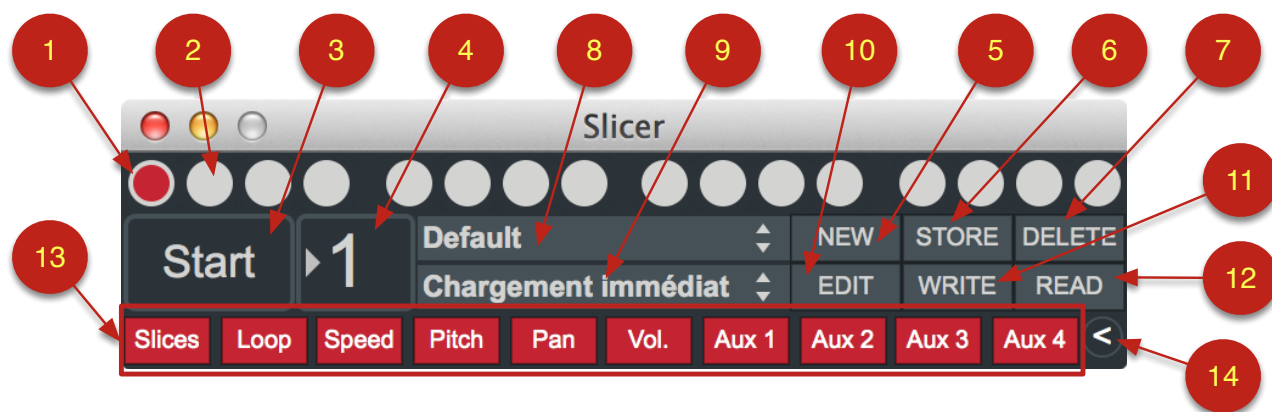 1 2 3 4 8 9 10 5 6 7
Slicer
11
Start 1 Default NEW STORE DELETE
13
Chargement immédiat EDIT WRITE READ
12
Slices Loop Speed Pitch Pan Vol. Aux 1 Aux 2 Aux 3 Aux 4 <
14